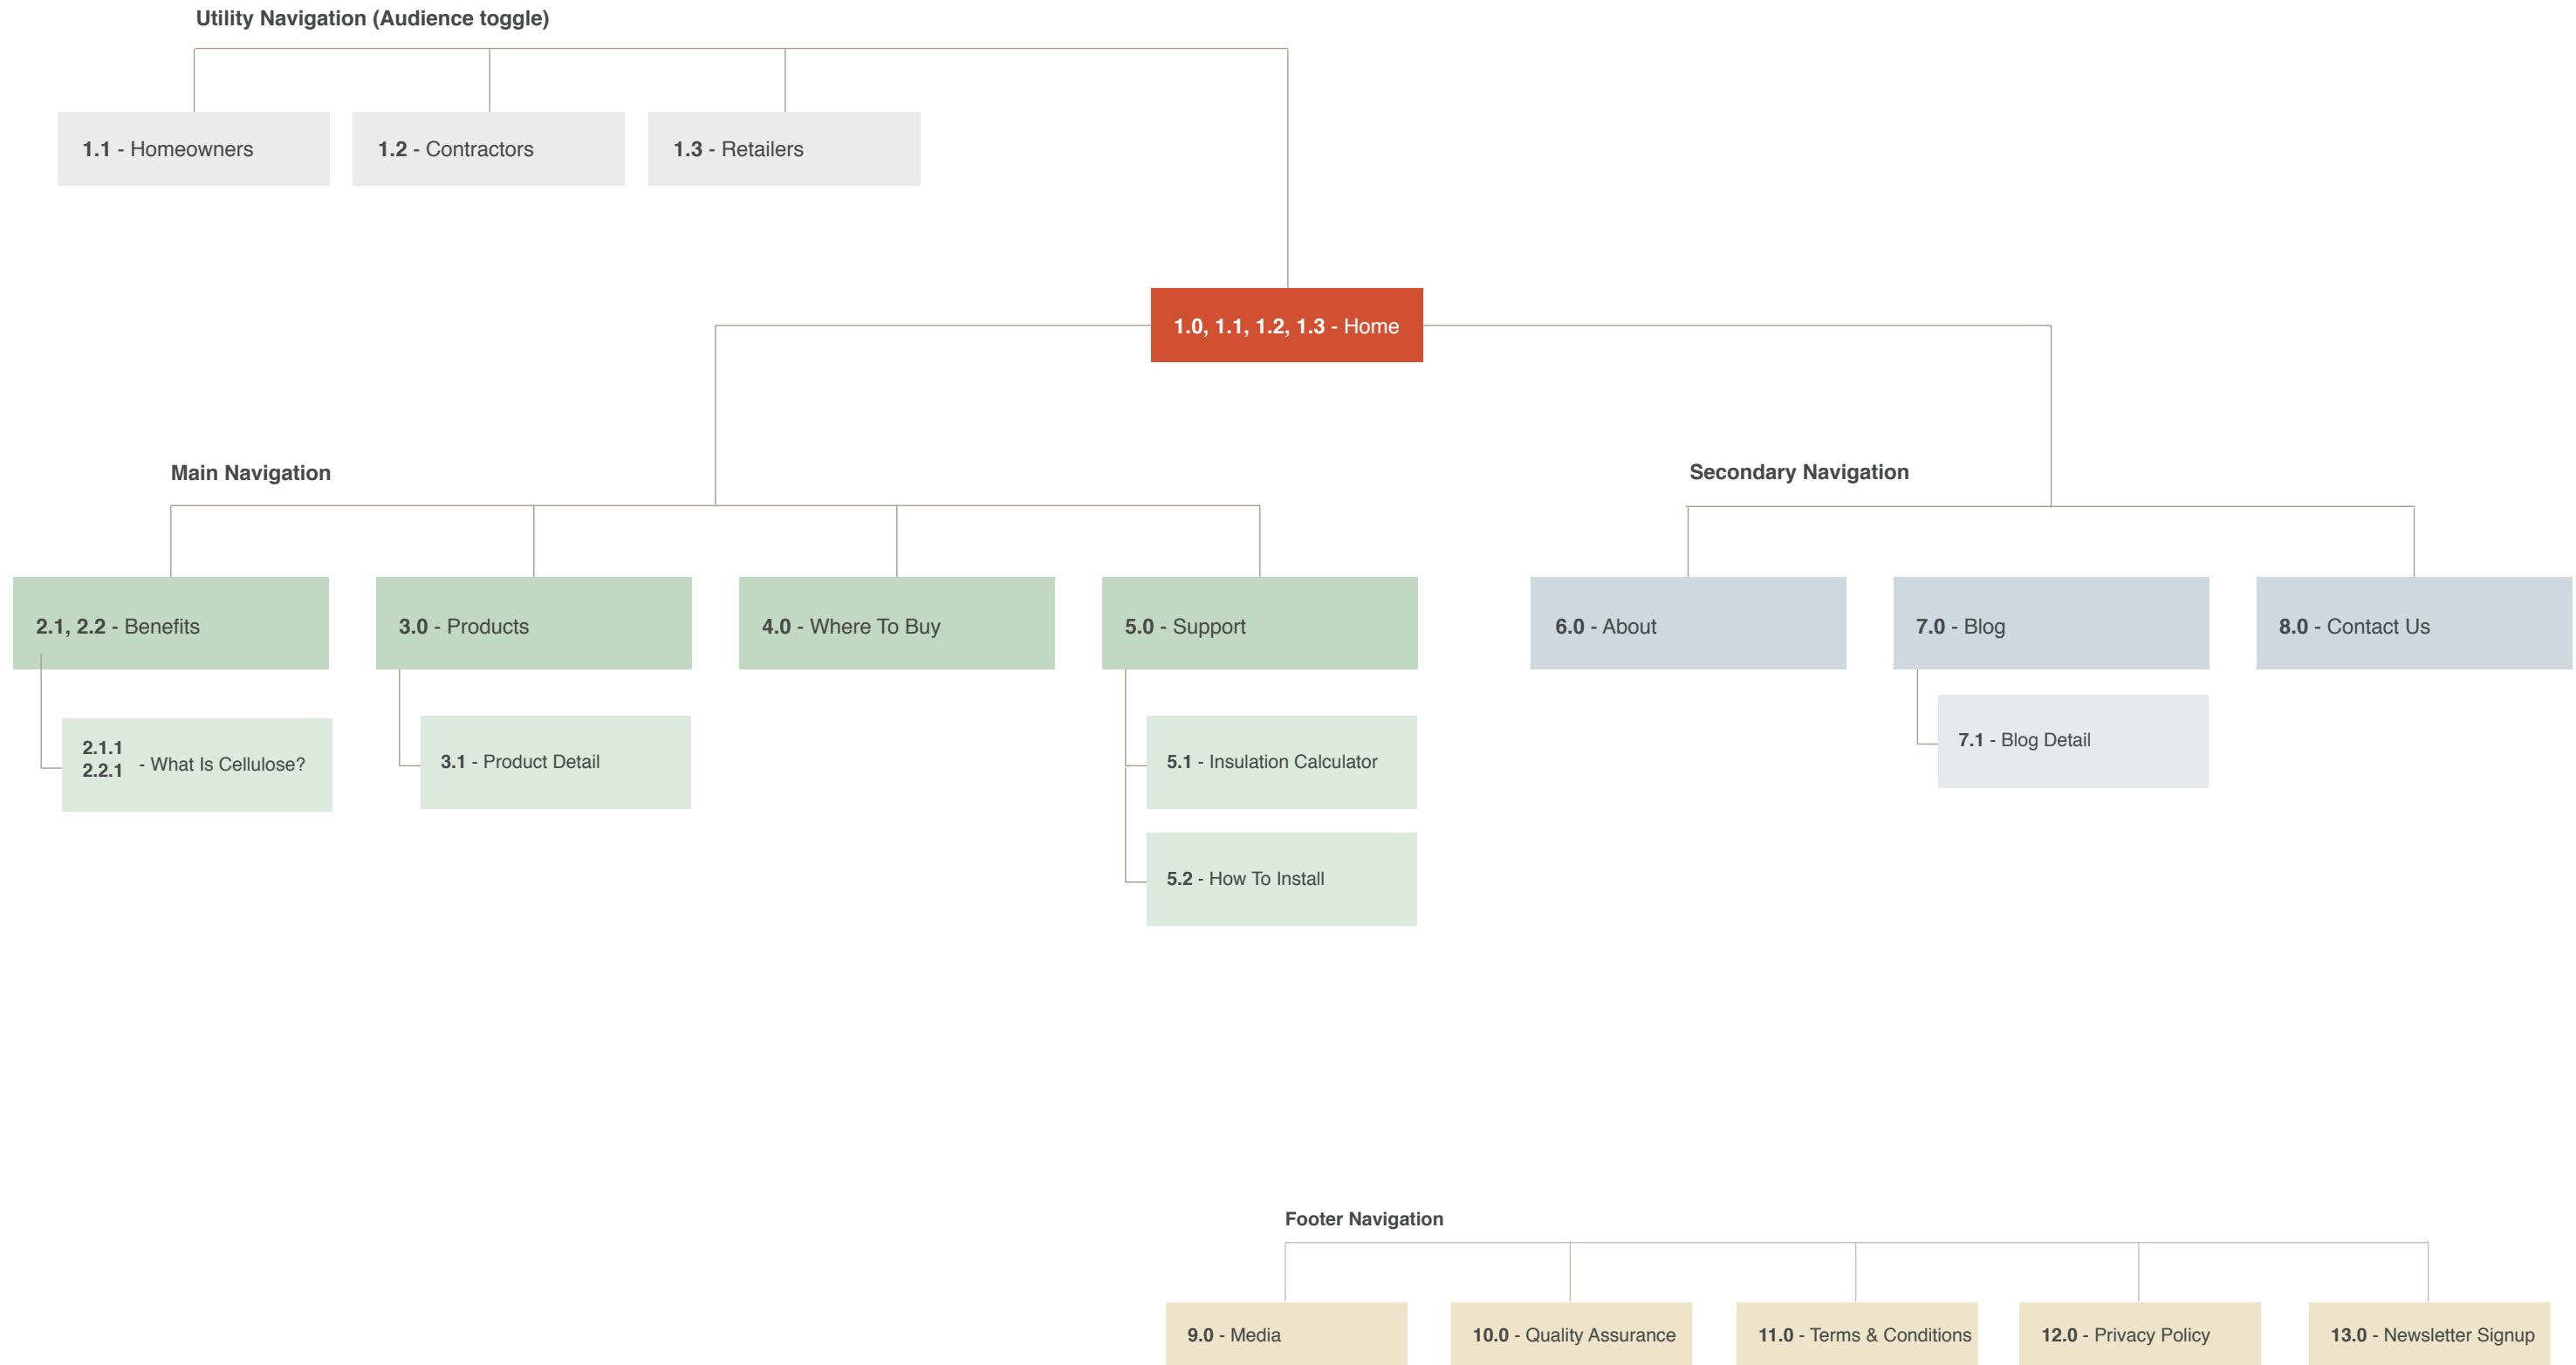 Utility Navigation (Audience toggle)
1.1 - Homeowners
1.2 - Contractors
1.3 - Retailers
1.0, 1.1, 1.2, 1.3 - Home
Main Navigation
Secondary Navigation
2.1, 2.2 - Benefits
3.0 - Products
4.0 - Where To Buy
5.0 - Support
6.0 - About
7.0 - Blog
8.0 - Contact Us
2.1.1
2.2.1
- What Is Cellulose?
3.1 - Product Detail
5.1 - Insulation Calculator
7.1 - Blog Detail
5.2 - How To Install
Footer Navigation
9.0 - Media
10.0 - Quality Assurance
11.0 - Terms & Conditions
12.0 - Privacy Policy
13.0 - Newsletter Signup